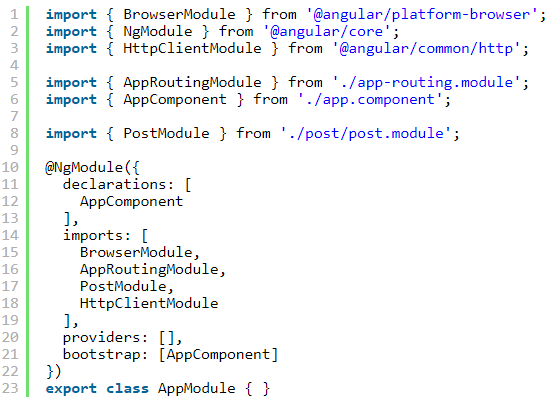 1 import { BrowserModule } from '@angular/platform-browser';
2 import { NgModule } from '@angular/core';
3 import { HttpClientModule } from '@angular/common/http';
4
5 import { AppRoutingModule } from './app-routing.module';
6 import { AppComponent } from './app.component';
7
8 import { PostModule } from './post/post.module';
9
10 @NgModule({
11   declarations: [
12     AppComponent
13   ],
14   imports: [
15     BrowserModule,
16     AppRoutingModule,
17     PostModule,
18     HttpClientModule
19   ],
20   providers: [],
21   bootstrap: [AppComponent]
22 })
23 export class AppModule { }